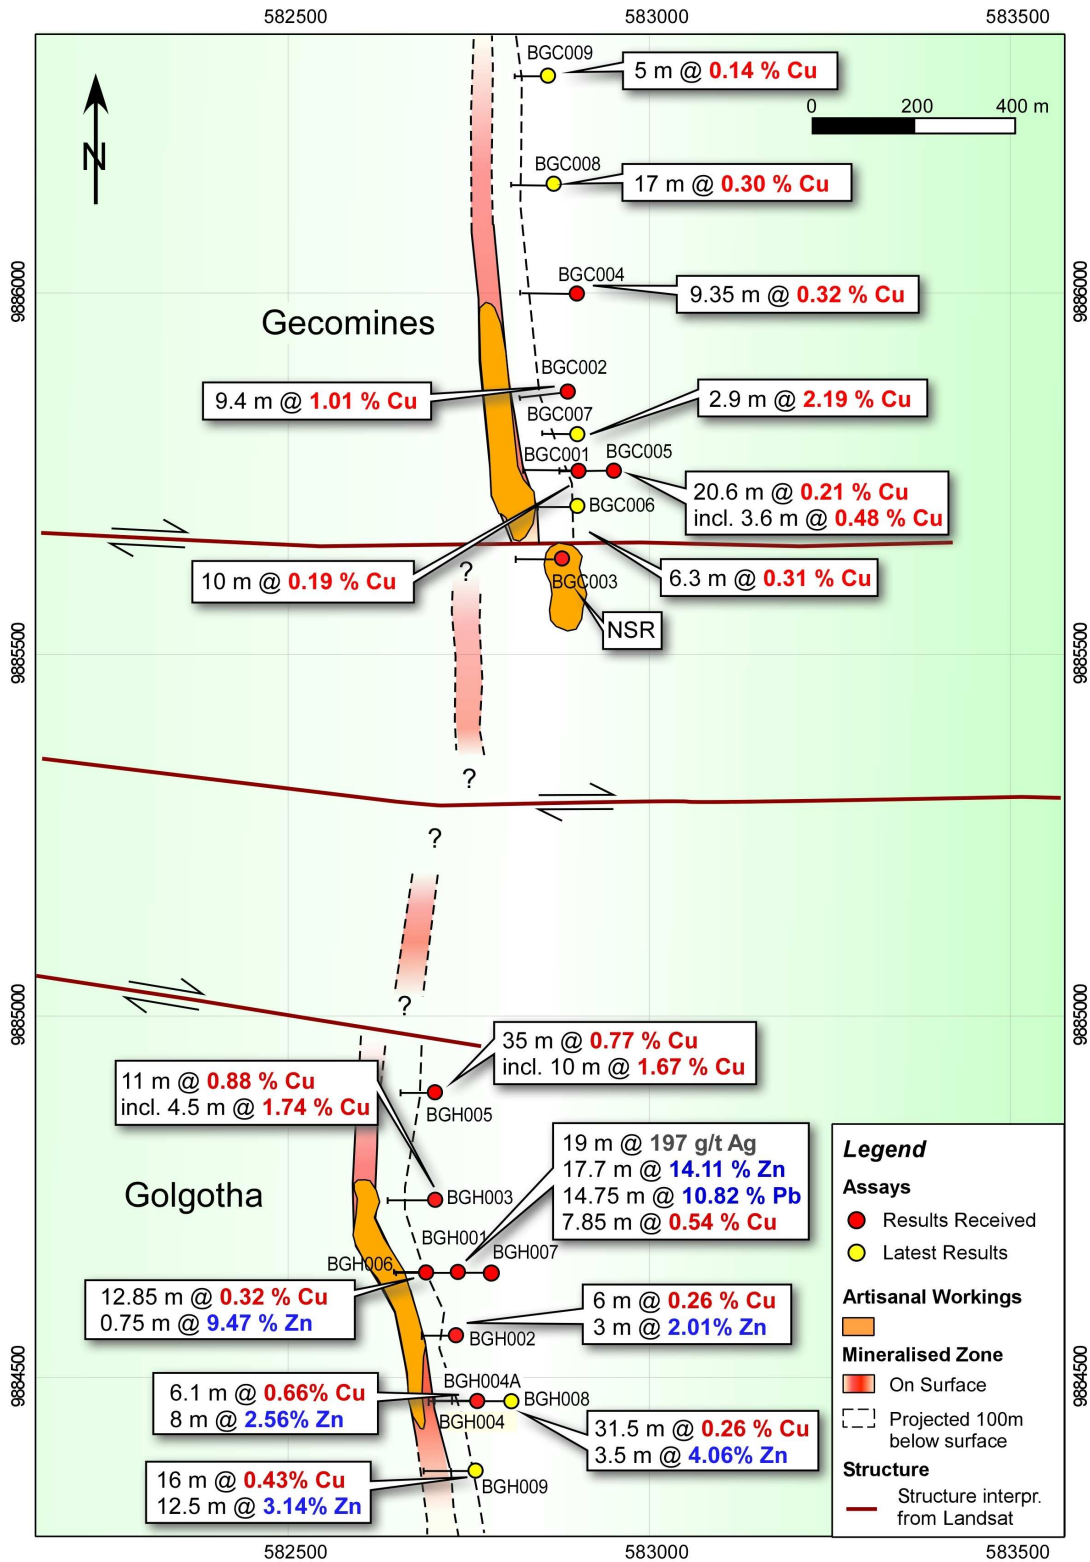 582500
583000
583500
BGC009
5 m @ 0.14 % Cu
0
200
400 m
N
BGC008
17 m @ 0.30 % Cu
9886000
9886000
BGC004
9.35 m @ 0.32 % Cu
Gecomines
BGC002
9.4 m @ 1.01 % Cu
2.9 m @ 2.19 % Cu
BGC007
BGC001
BGC005
20.6 m @ 0.21 % Cu
incl. 3.6 m @ 0.48 % Cu
BGC006
?
10 m @ 0.19 % Cu
BGC003
6.3 m @ 0.31 % Cu
NSR
9885500
9885500
?
?
?
9885000
9885000
35 m @ 0.77 % Cu
incl. 10 m @ 1.67 % Cu
11 m @ 0.88 % Cu
incl. 4.5 m @ 1.74 % Cu
BGH005
19 m @ 197 g/t Ag
17.7 m @ 14.11 % Zn
14.75 m @ 10.82 % Pb
7.85 m @ 0.54 % Cu
Golgotha
BGH003
BGH001
BGH007
BGH006
12.85 m @ 0.32 % Cu
0.75 m @ 9.47 % Zn
6 m @ 0.26 % Cu
3 m @ 2.01% Zn
BGH002
9884500
9884500
BGH004A
6.1 m @ 0.66% Cu
8 m @ 2.56% Zn
BGH008
BGH004
31.5 m @ 0.26 % Cu
3.5 m @ 4.06% Zn
16 m @ 0.43% Cu
12.5 m @ 3.14% Zn
BGH009
Legend
Assays
Results Received
Latest Results
Artisanal Workings
Mineralised Zone
On Surface
Projected 100m
below surface
Structure
Structure interpr.
from Landsat
582500
583000
583500